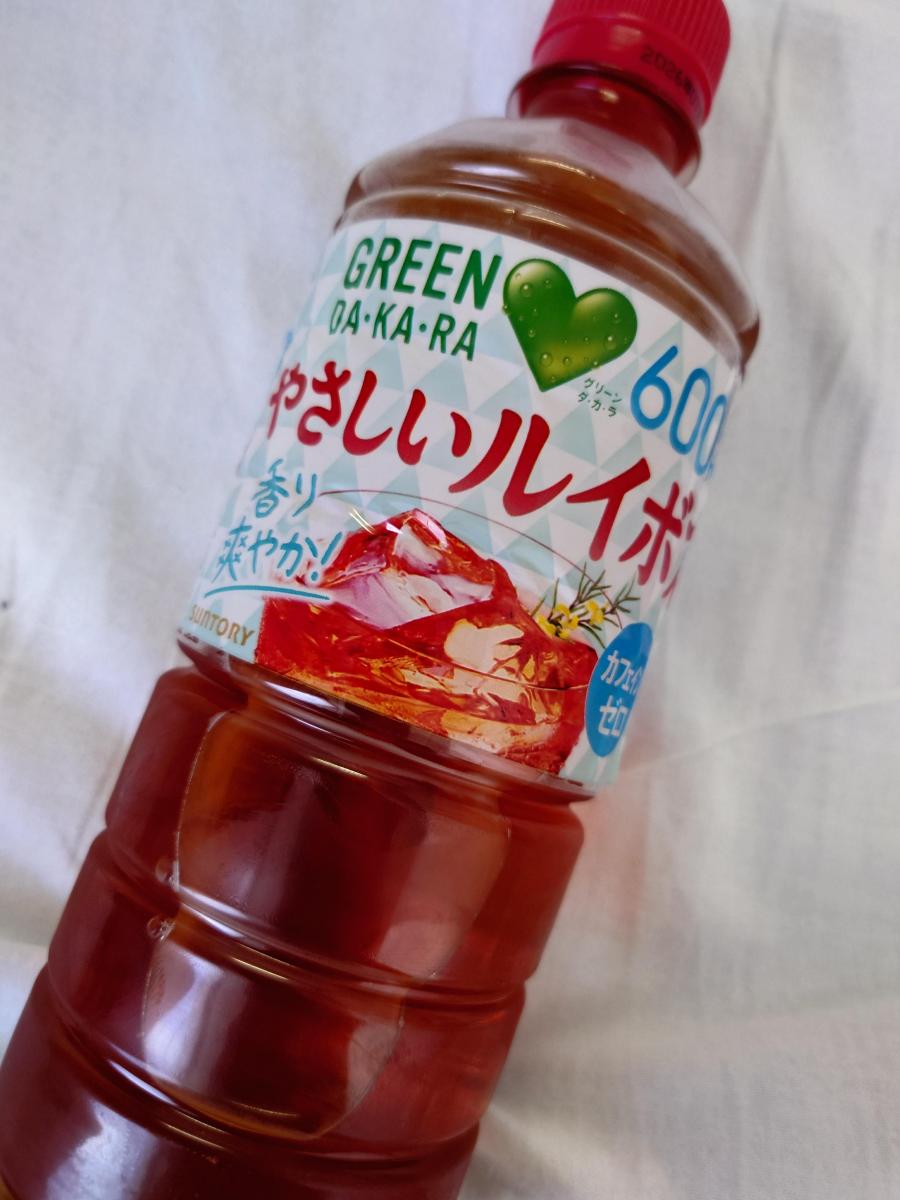 GREEN
DA・KA・RA
グリーン
ダ・カ・ラ
600
やさしいルイボ
香り
爽やか!
SUNTORY
カフェイン
ゼロ